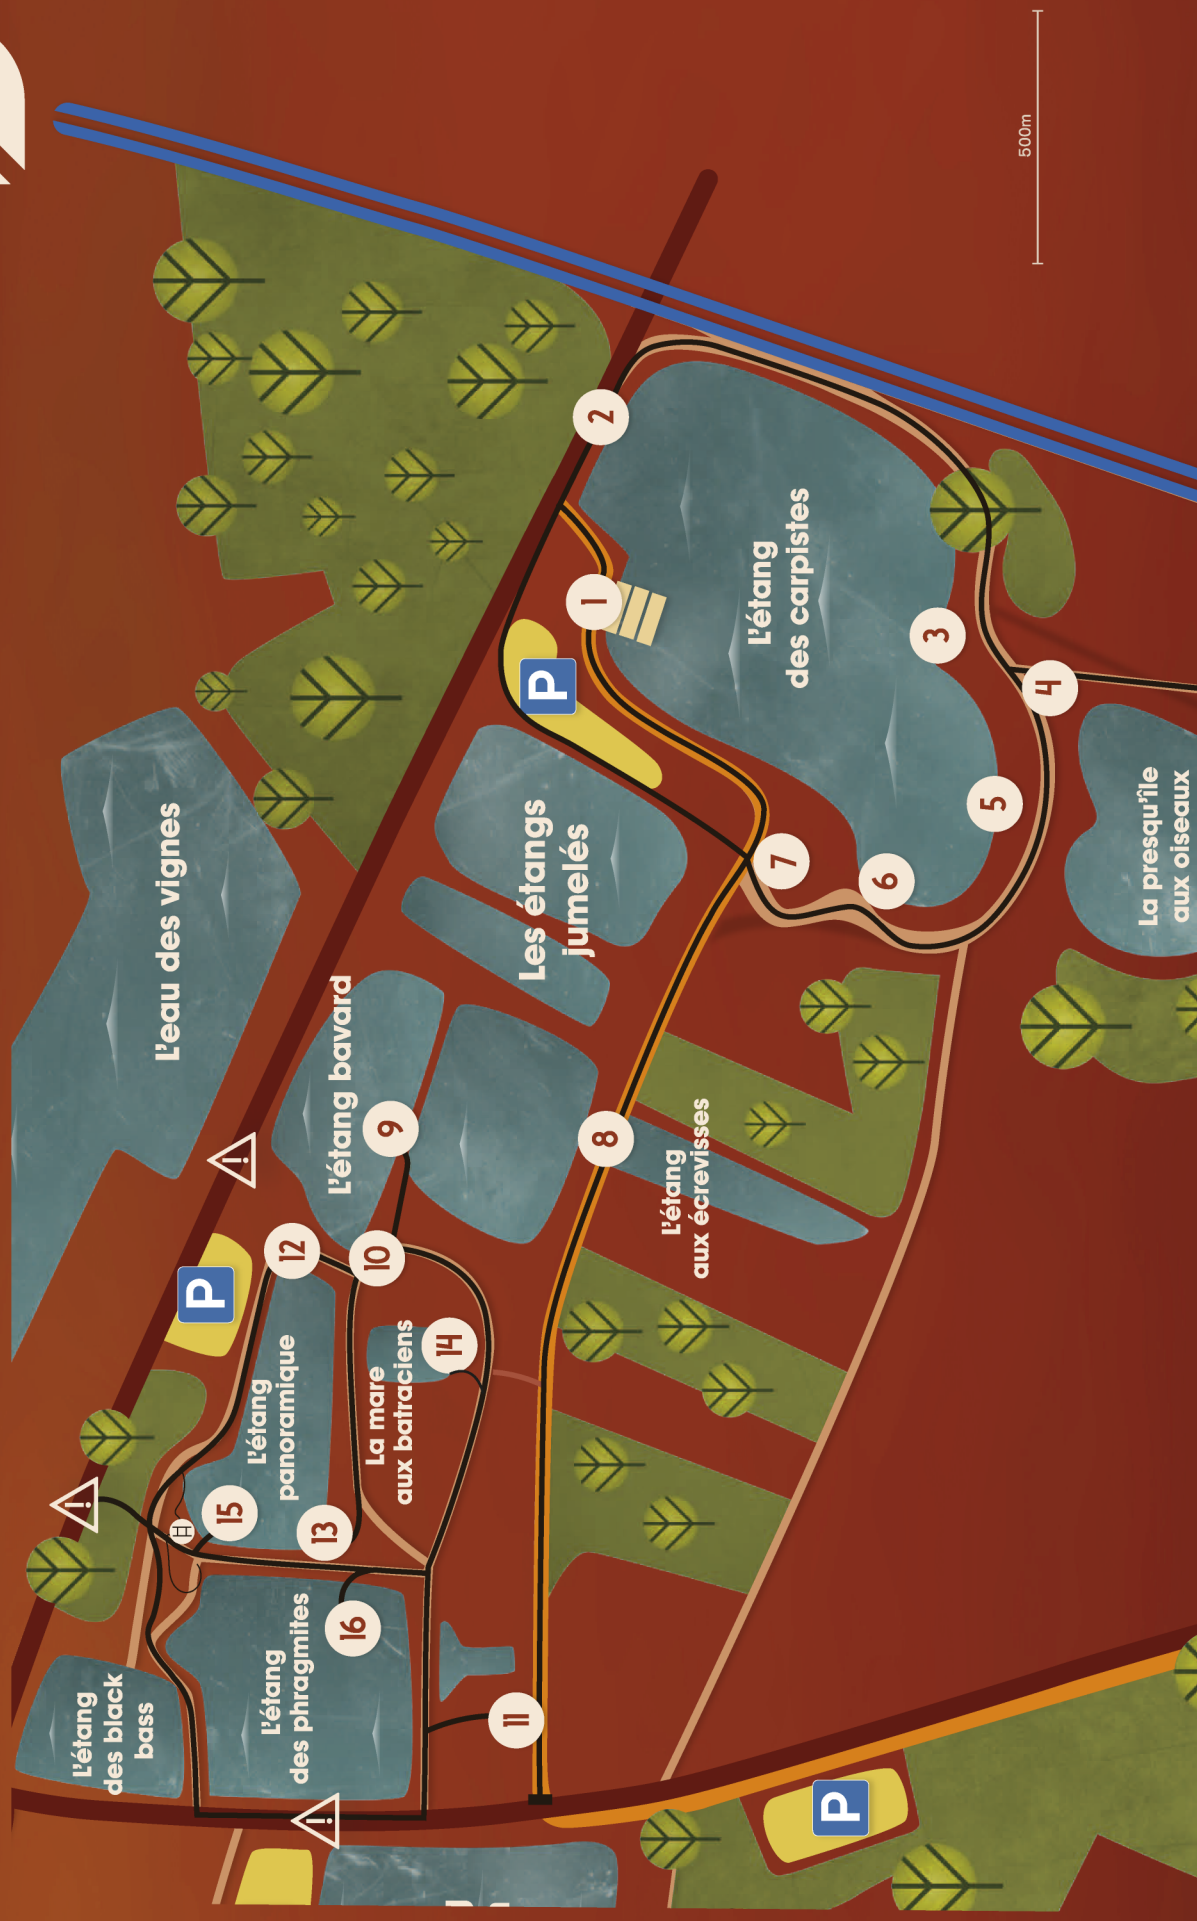 500m
L'eau des vignes
2
1
P
L'étang
des carpistes
3
4
5
6
7
Les étangs
jumelés
La presqu'île
aux oiseaux
L'étang bavard
9
8
L'étang
aux écrevisses
P
12
10
14
La mare
aux batraciens
L'étang
panoramique
15
13
H
!
!
!
16
L'étang
des phragmites
L'étang
des black
bass
11
P